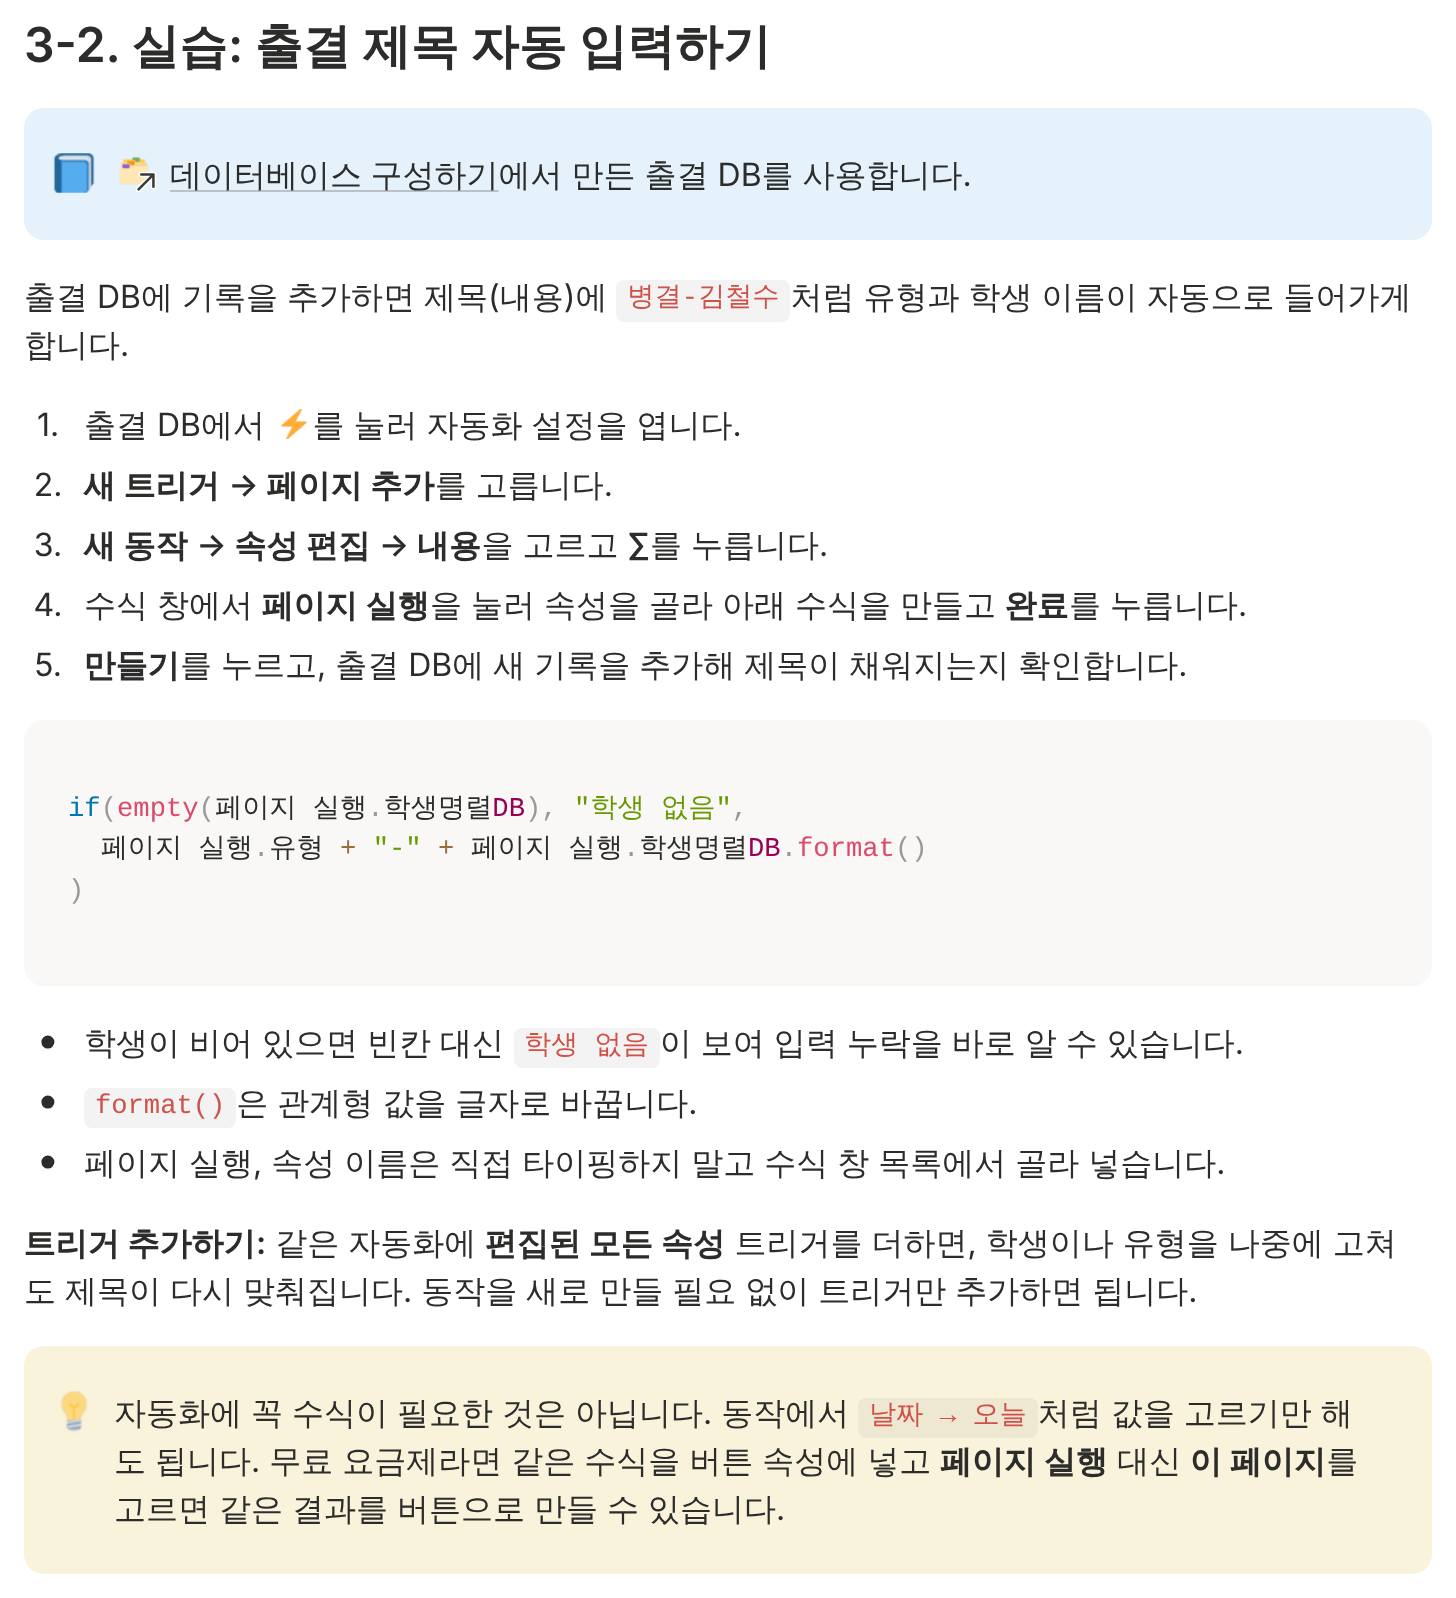 3-2. 실습: 출결 제목 자동 입력하기
데이터베이스 구성하기에서 만든 출결 DB를 사용합니다.
출결 DB에 기록을 추가하면 제목(내용)에 병결-김철수처럼 유형과 학생 이름이 자동으로 들어가게
합니다.
1. 출결 DB에서 ⚡를 눌러 자동화 설정을 엽니다.
2. 새 트리거 → 페이지 추가를 고릅니다.
3. 새 동작 → 속성 편집 → 내용을 고르고 ∑를 누릅니다.
4. 수식 창에서 페이지 실행을 눌러 속성을 골라 아래 수식을 만들고 완료를 누릅니다.
5. 만들기를 누르고, 출결 DB에 새 기록을 추가해 제목이 채워지는지 확인합니다.
if(empty(페이지 실행.학생명렬DB), "학생 없음",
  페이지 실행.유형 + "-" + 페이지 실행.학생명렬DB.format()
)
• 학생이 비어 있으면 빈칸 대신 학생 없음이 보여 입력 누락을 바로 알 수 있습니다.
• format()은 관계형 값을 글자로 바꿉니다.
• 페이지 실행, 속성 이름은 직접 타이핑하지 말고 수식 창 목록에서 골라 넣습니다.
트리거 추가하기: 같은 자동화에 편집된 모든 속성 트리거를 더하면, 학생이나 유형을 나중에 고쳐
도 제목이 다시 맞춰집니다. 동작을 새로 만들 필요 없이 트리거만 추가하면 됩니다.
자동화에 꼭 수식이 필요한 것은 아닙니다. 동작에서 날짜 → 오늘처럼 값을 고르기만 해
도 됩니다. 무료 요금제라면 같은 수식을 버튼 속성에 넣고 페이지 실행 대신 이 페이지를
고르면 같은 결과를 버튼으로 만들 수 있습니다.